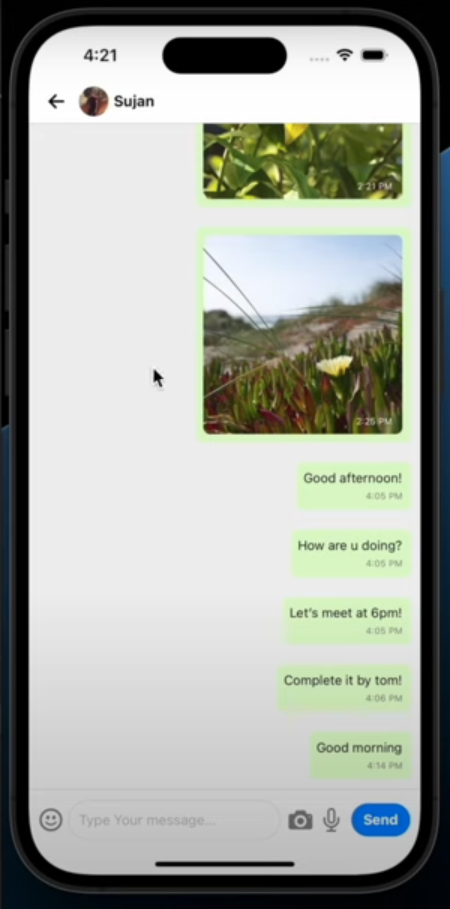 4:21
Sujan
2:21 PM
2:25 PM
Good afternoon!
4:05 PM
How are u doing?
4:05 PM
Let's meet at 6pm!
4:05 PM
Complete it by tom!
4:06 PM
Good morning
4:14 PM
Type Your message...
Send